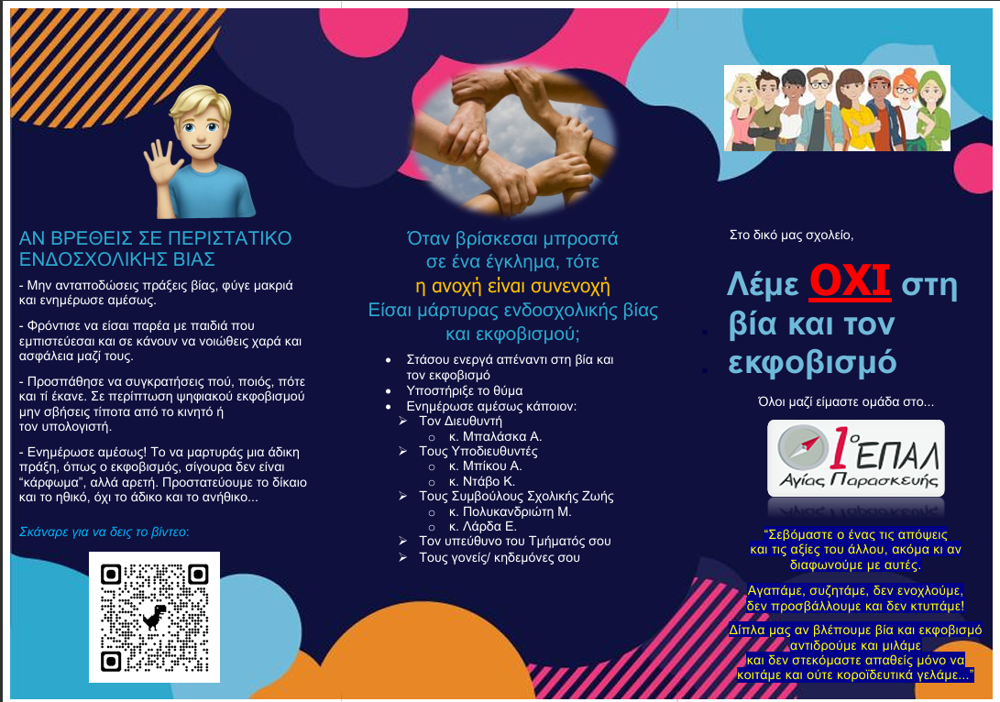 ΑΝ ΒΡΕΘΕΙΣ ΣΕ ΠΕΡΙΣΤΑΤΙΚΟ
ΕΝΔΟΣΧΟΛΙΚΗΣ ΒΙΑΣ
- Μην ανταποδώσεις πράξεις βίας, φύγε μακριά
και ενημέρωσε αμέσως.
- Φρόντισε να είσαι παρέα με παιδιά που
εμπιστεύεσαι και σε κάνουν να νοιώθεις χαρά και
ασφάλεια μαζί τους.
- Προσπάθησε να συγκρατήσεις πού, ποιός, πότε
και τί έκανε. Σε περίπτωση ψηφιακού εκφοβισμού
μην σβήσεις τίποτα από το κινητό ή
τον υπολογιστή.
- Ενημέρωσε αμέσως! Το να μαρτυράς μια άδικη
πράξη, όπως ο εκφοβισμός, σίγουρα δεν είναι
“κάρφωμα”, αλλά αρετή. Προστατεύουμε το δίκαιο
και το ηθικό, όχι το άδικο και το ανήθικο...
Σκάναρε για να δεις το βίντεο:
Όταν βρίσκεσαι μπροστά
σε ένα έγκλημα, τότε
η ανοχή είναι συνενοχή
Είσαι μάρτυρας ενδοσχολικής βίας
και εκφοβισμού;
• Στάσου ενεργά απέναντι στη βία και
τον εκφοβισμό
• Υποστήριξε το θύμα
• Ενημέρωσε αμέσως κάποιον:
➢ Τον Διευθυντή
o κ. Μπαλάσκα Α.
➢ Τους Υποδιευθυντές
o κ. Μπίκου Α.
o κ. Ντάβο Κ.
➢ Τους Συμβούλους Σχολικής Ζωής
o κ. Πολυκανδριώτη Μ.
o κ. Λάρδα Ε.
➢ Τον υπεύθυνο του Τμήματός σου
➢ Τους γονείς/ κηδεμόνες σου
Στο δικό μας σχολείο,
Λέμε ΟΧΙ στη
βία και τον
εκφοβισμό
Όλοι μαζί είμαστε ομάδα στο...
1ο ΕΠΑΛ
Αγίας Παρασκευής
“Σεβόμαστε ο ένας τις απόψεις
και τις αξίες του άλλου, ακόμα κι αν
διαφωνούμε με αυτές.
Αγαπάμε, συζητάμε, δεν ενοχλούμε,
δεν προσβάλλουμε και δεν κτυπάμε!
Δίπλα μας αν βλέπουμε βία και εκφοβισμό
αντιδρούμε και μιλάμε
και δεν στεκόμαστε απαθείς μόνο να
κοιτάμε και ούτε κοροϊδευτικά γελάμε...”